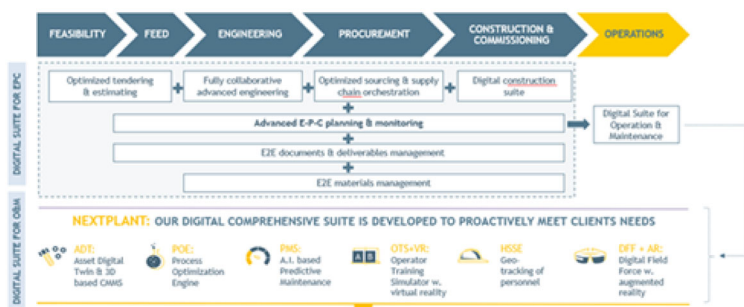 FEASIBILITY
FEED
ENGINEERING
PROCUREMENT
CONSTRUCTION &
COMMISSIONING
OPERATIONS
DIGITAL SUITE FOR EPC
Optimized tendering
& estimating
Fully collaborative
advanced engineering
Optimized sourcing & supply
chain orchestration
Digital construction
suite
Advanced E-P-C planning & monitoring
Digital Suite for
Operation &
Maintenance
E2E documents & deliverables management
E2E materials management
DIGITAL SUITE FOR O&M
NEXTPLANT: OUR DIGITAL COMPREHENSIVE SUITE IS DEVELOPED TO PROACTIVELY MEET CLIENTS NEEDS
ADT:
Asset Digital
Twin & 3D
based CMMS
POE:
Process
Optimization
Engine
PMS:
A.I. based
Predictive
Maintenance
A B
OTS+VR:
Operator
Training
Simulator w.
virtual reality
HSSE
Geo-
tracking of
personnel
DFF + AR:
Digital Field
Force w.
augmented
reality